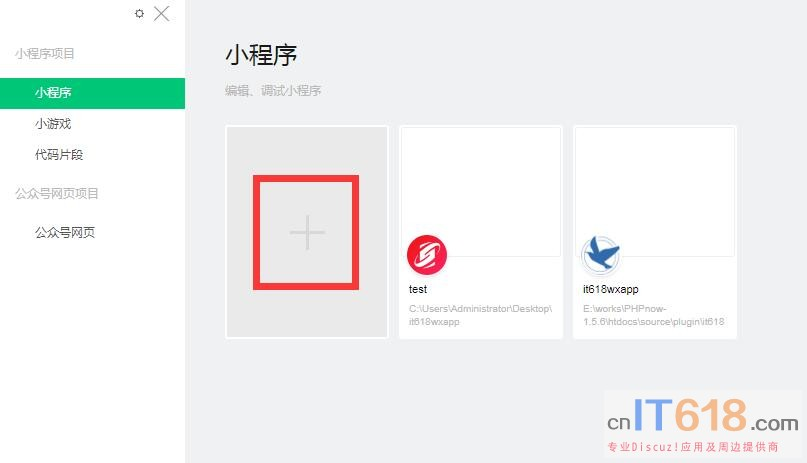 小程序项目
小程序
小游戏
代码片段
公众号网页项目
公众号网页
小程序
编辑、调试小程序
test
C:\Users\Administrator\Desktop\
it618wxapp
it618wxapp
E:\works\PHPnow-
1.5.6\htdocs\source\plugin\it618
cnIT618.com
专业Discuz!应用及周边提供商